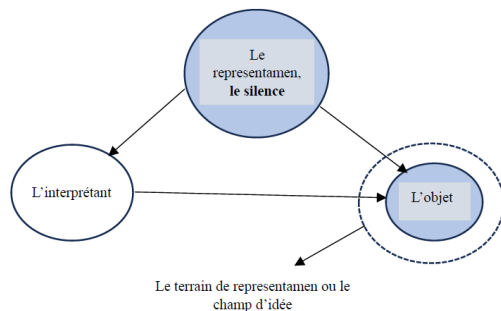 Le
representamen,
le silence
L’interprétant
L’objet
Le terrain de representamen ou le
champ d’idée